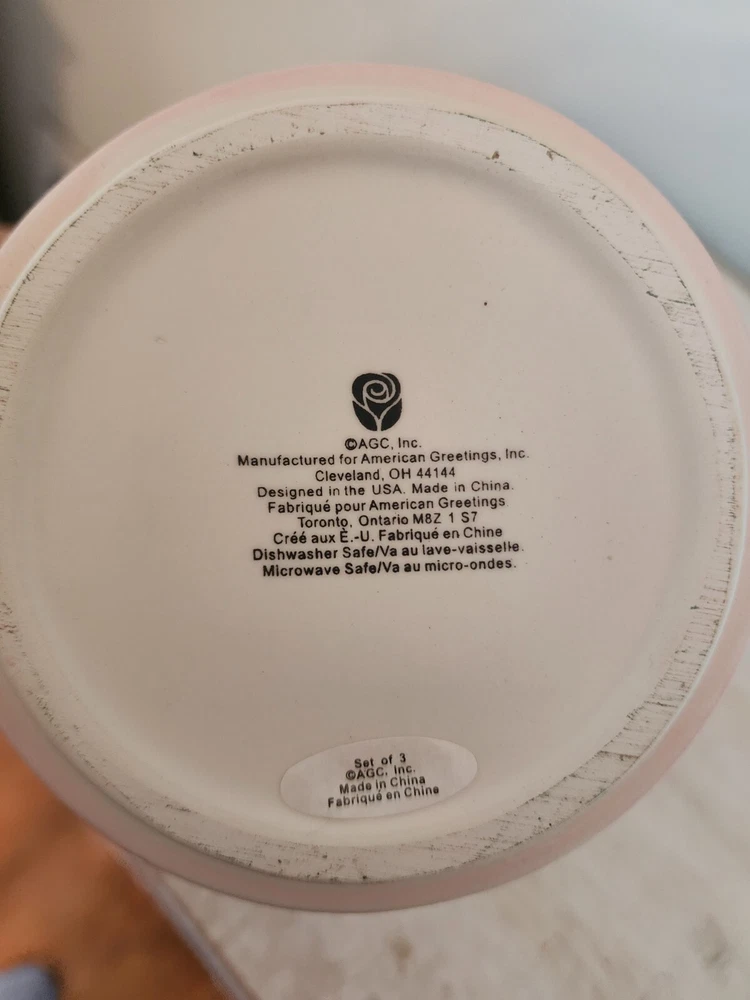 ©AGC, Inc.
Manufactured for American Greetings, Inc.
Cleveland, OH 44144
Designed in the USA. Made in China.
Fabriqué pour American Greetings
Toronto, Ontario M8Z 1 S7
Créé aux È.-U. Fabriqué en Chine
Dishwasher Safe/Va au lave-vaisselle.
Microwave Safe/Va au micro-ondes.
Set of 3
©AGC, Inc.
Made in China
Fabriqué en Chine